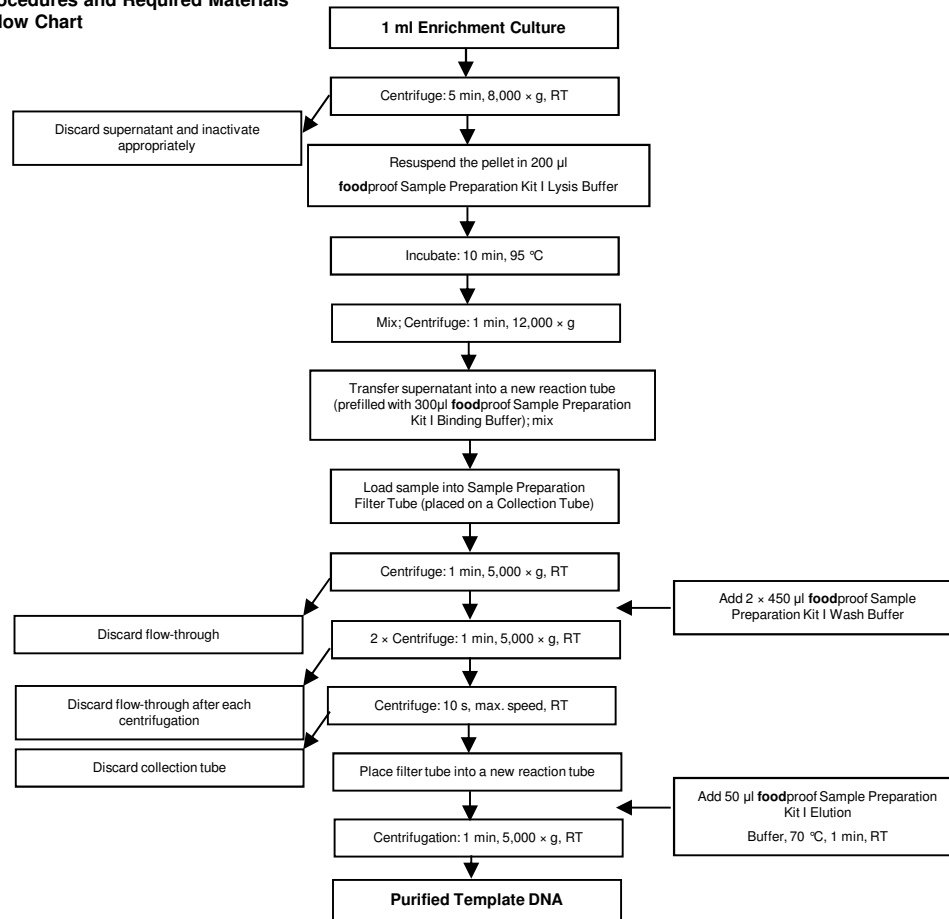 ocedures and Required Materials
low Chart
1 ml Enrichment Culture
Centrifuge: 5 min, 8,000 × g, RT
Discard supernatant and inactivate
appropriately
Resuspend the pellet in 200 µl
foodproof Sample Preparation Kit I Lysis Buffer
Incubate: 10 min, 95 °C
Mix; Centrifuge: 1 min, 12,000 × g
Transfer supernatant into a new reaction tube
(prefilled with 300µl foodproof Sample Preparation
Kit I Binding Buffer); mix
Load sample into Sample Preparation
Filter Tube (placed on a Collection Tube)
Centrifuge: 1 min, 5,000 × g, RT
Discard flow-through
Add 2 × 450 µl foodproof Sample
Preparation Kit I Wash Buffer
2 × Centrifuge: 1 min, 5,000 × g, RT
Discard flow-through after each
centrifugation
Centrifuge: 10 s, max. speed, RT
Discard collection tube
Place filter tube into a new reaction tube
Add 50 µl foodproof Sample Preparation
Kit I Elution
Buffer, 70 °C, 1 min, RT
Centrifugation: 1 min, 5,000 × g, RT
Purified Template DNA